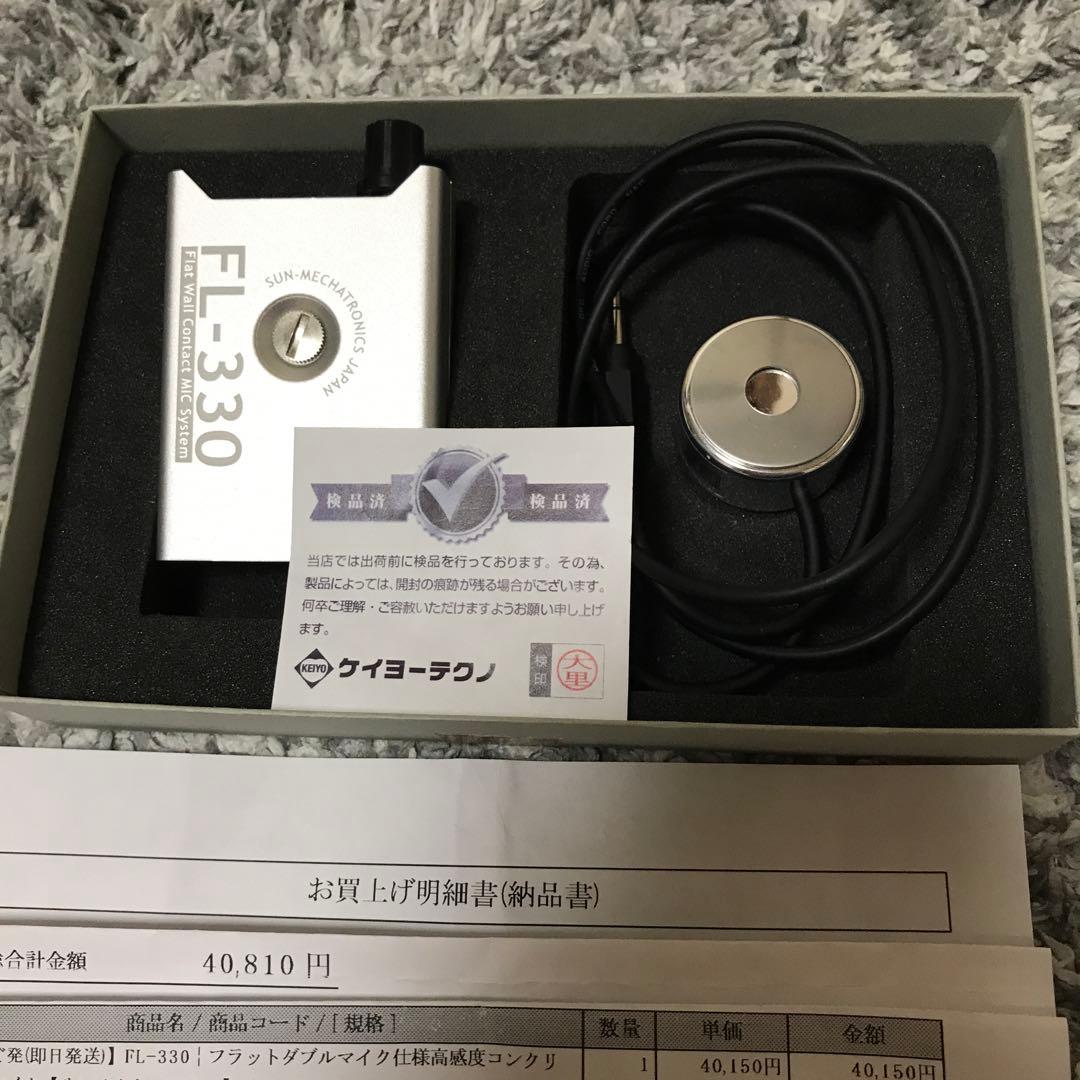 FL-330
Flat Wall Contact MIC System
SUN-MECHATRONICS JAPAN
検品済
検品済
当店では出荷前に検品を行っております。その為、
製品によっては、開封の痕跡が残る場合がございます。
何卒ご理解・ご容赦いただけますようお願い申し上げ
ます。
KEIYO ケイヨーテクノ
検印
大里
お買上げ明細書(納品書)
合計金額 40,810 円
商品名 / 商品コード / [ 規格 ] 数量 単価 金額
発(即日発送)】FL-330 ¦ フラットダブルマイク仕様高感度コンクリ 1 40,150円 40,150円